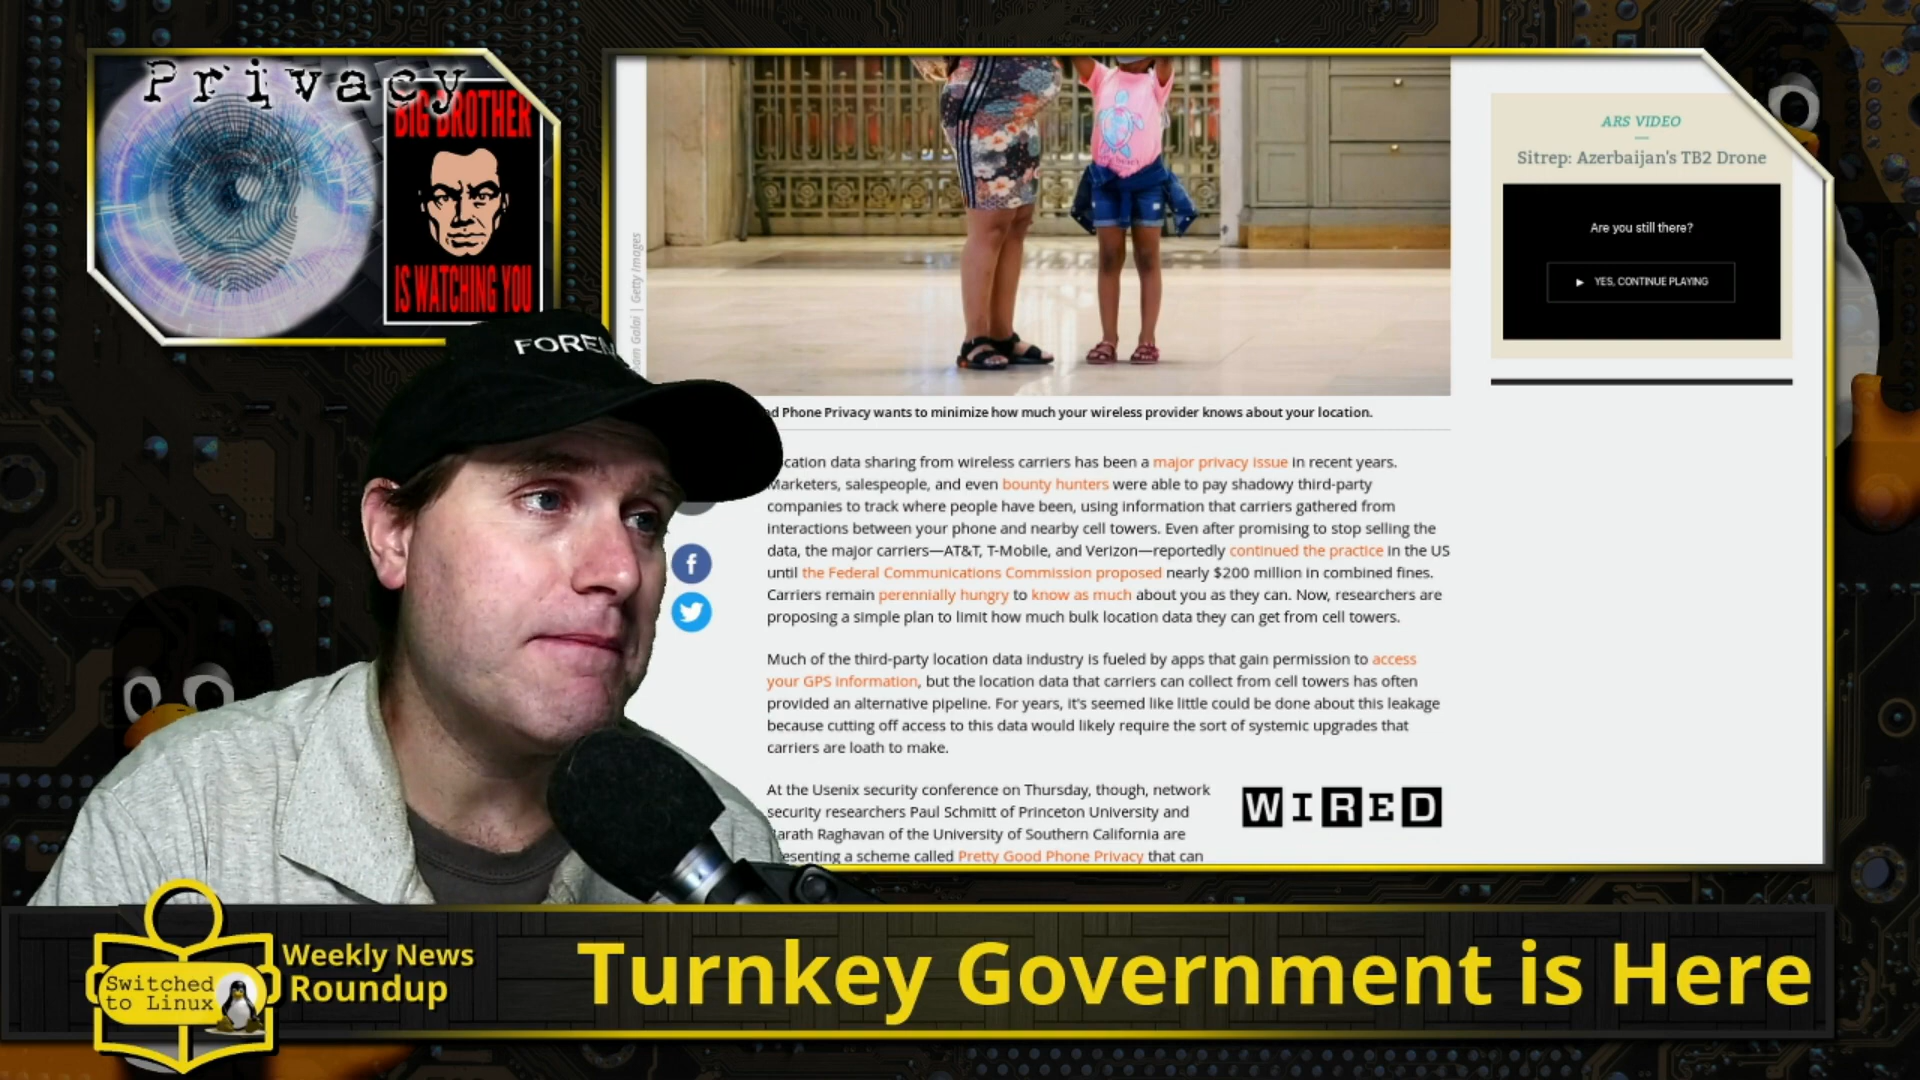 Privacy
BIG BROTHER
IS WATCHING YOU
FOREN
Galai | Getty Images
ARS VIDEO
Sitrep: Azerbaijan's TB2 Drone
Are you still there?
YES, CONTINUE PLAYING
Phone Privacy wants to minimize how much your wireless provider knows about your location.
cation data sharing from wireless carriers has been a major privacy issue in recent years.
Marketers, salespeople, and even bounty hunters were able to pay shadowy third-party
companies to track where people have been, using information that carriers gathered from
interactions between your phone and nearby cell towers. Even after promising to stop selling the
data, the major carriers—AT&T, T-Mobile, and Verizon—reportedly continued the practice in the US
until the Federal Communications Commission proposed nearly $200 million in combined fines.
Carriers remain perennially hungry to know as much about you as they can. Now, researchers are
proposing a simple plan to limit how much bulk location data they can get from cell towers.
Much of the third-party location data industry is fueled by apps that gain permission to access
your GPS information, but the location data that carriers can collect from cell towers has often
provided an alternative pipeline. For years, it's seemed like little could be done about this leakage
because cutting off access to this data would likely require the sort of systemic upgrades that
carriers are loath to make.
At the Usenix security conference on Thursday, though, network
security researchers Paul Schmitt of Princeton University and
arath Raghavan of the University of Southern California are
esenting a scheme called Pretty Good Phone Privacy that can
WIRED
Switched
to Linux
Weekly News
Roundup
Turnkey Government is Here